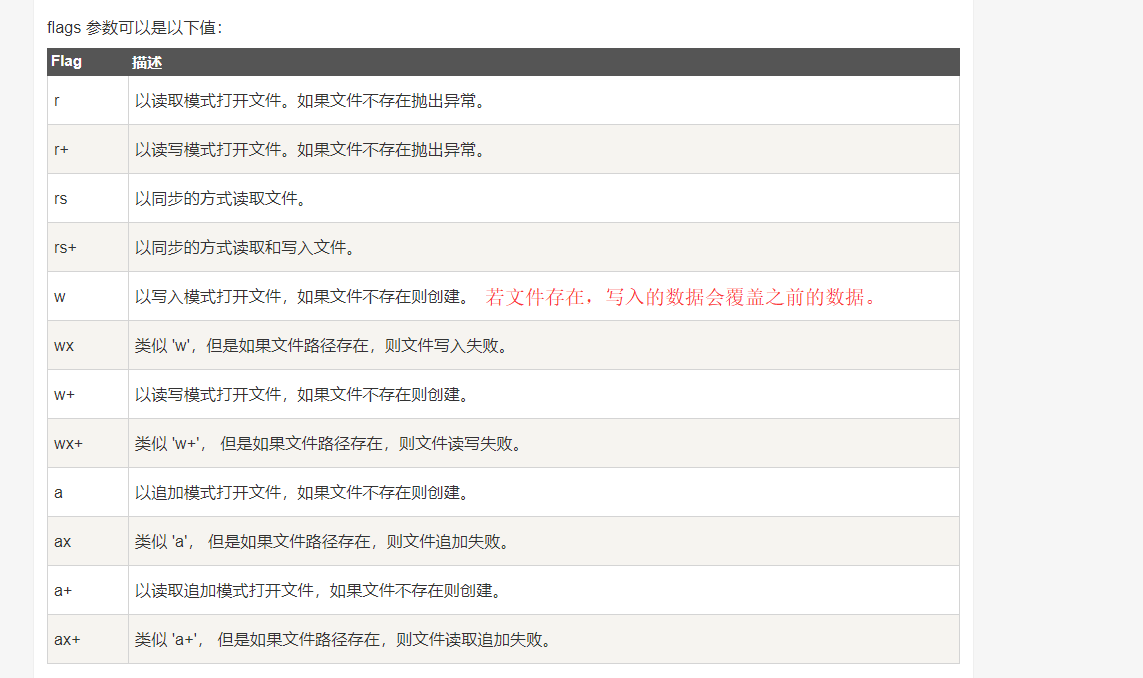 flags 参数可以是以下值：
Flag 描述
r 以读取模式打开文件。如果文件不存在抛出异常。
r+ 以读写模式打开文件。如果文件不存在抛出异常。
rs 以同步的方式读取文件。
rs+ 以同步的方式读取和写入文件。
w 以写入模式打开文件，如果文件不存在则创建。 若文件存在，写入的数据会覆盖之前的数据。
wx 类似 'w'，但是如果文件路径存在，则文件写入失败。
w+ 以读写模式打开文件，如果文件不存在则创建。
wx+ 类似 'w+'， 但是如果文件路径存在，则文件读写失败。
a 以追加模式打开文件，如果文件不存在则创建。
ax 类似 'a'， 但是如果文件路径存在，则文件追加失败。
a+ 以读取追加模式打开文件，如果文件不存在则创建。
ax+ 类似 'a+'， 但是如果文件路径存在，则文件读取追加失败。